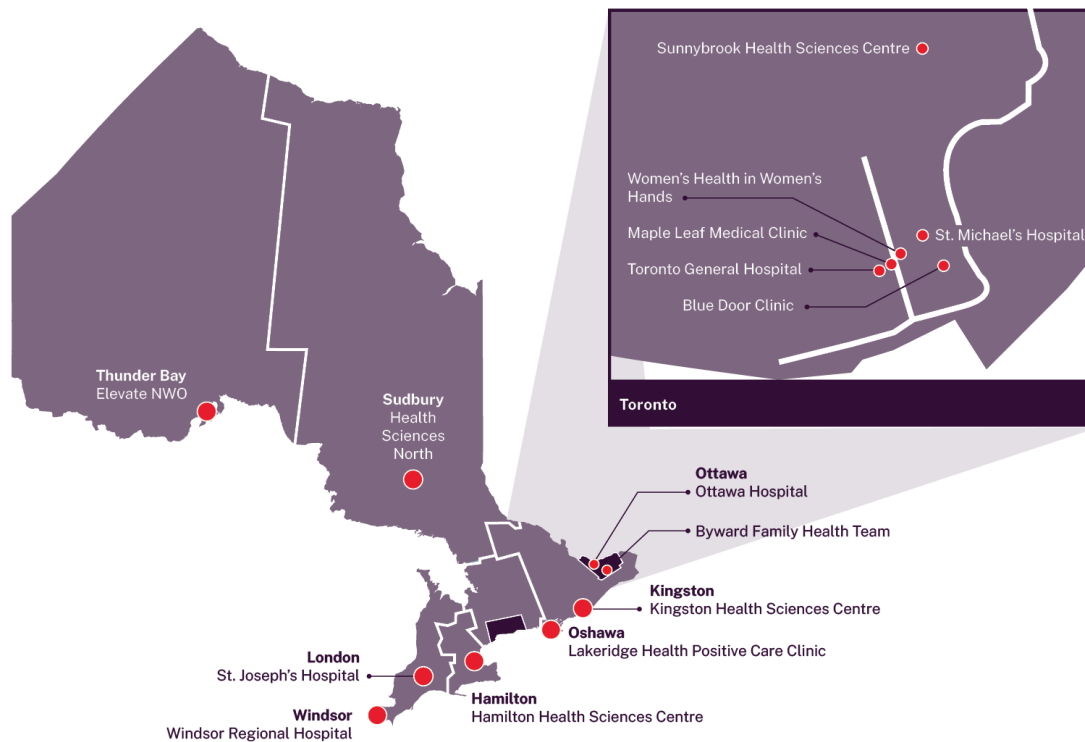 Sunnybrook Health Sciences Centre
Women’s Health in Women’s
Hands
Maple Leaf Medical Clinic
St. Michael’s Hospital
Toronto General Hospital
Blue Door Clinic
Toronto
Thunder Bay
Elevate NWO
Sudbury
Health
Sciences
North
Ottawa
Ottawa Hospital
Byward Family Health Team
Kingston
Kingston Health Sciences Centre
Oshawa
Lakeridge Health Positive Care Clinic
London
St. Joseph’s Hospital
Hamilton
Hamilton Health Sciences Centre
Windsor
Windsor Regional Hospital